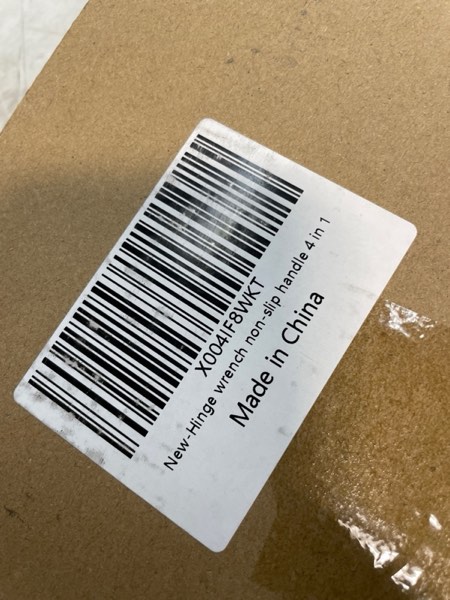 X004IF8WKT
New-Hinge wrench non-slip handle 4 in 1
Made in China